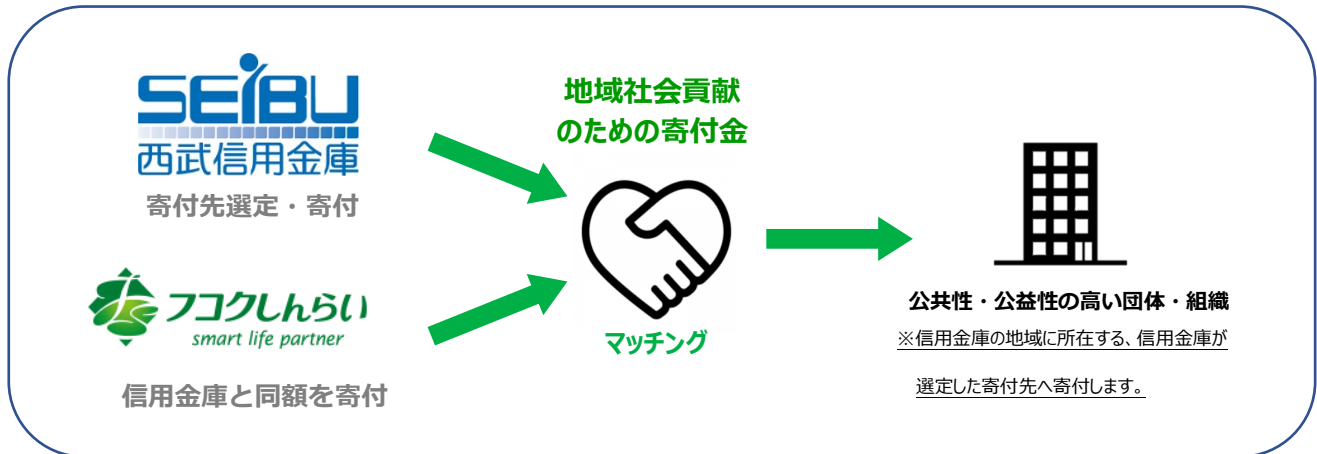 SEIBU
西武信用金庫
寄付先選定・寄付
フコクしんらい
smart life partner
信用金庫と同額を寄付
地域社会貢献
のための寄付金
マッチング
公共性・公益性の高い団体・組織
※信用金庫の地域に所在する、信用金庫が
選定した寄付先へ寄付します。